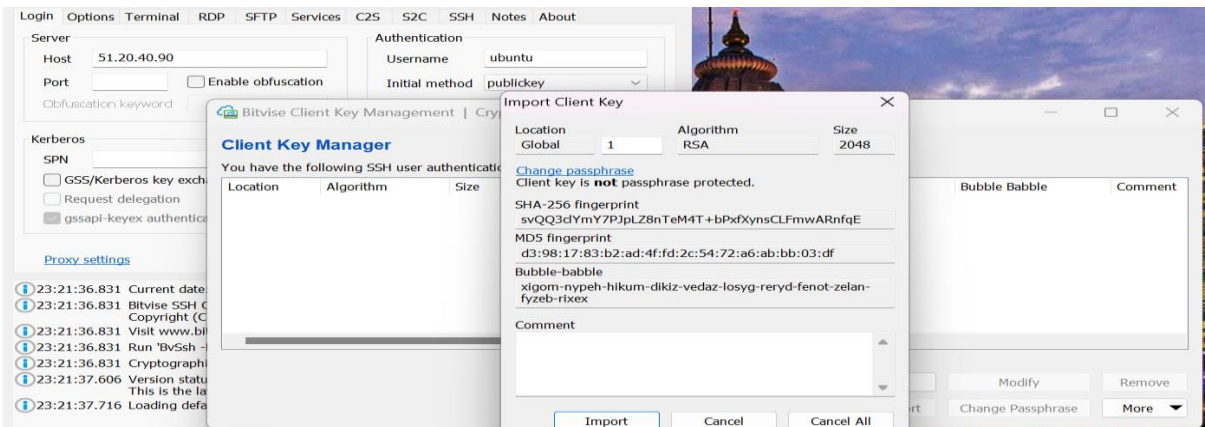 Login Options Terminal RDP SFTP Services C2S S2C SSH Notes About
Server
Host 51.20.40.90
Port Enable obfuscation
Obfuscation keyword
Authentication
Username ubuntu
Initial method publickey
Kerberos
SPN
GSS/Kerberos key exch
Request delegation
gssapi-keyex authentica
Proxy settings
23:21:36.831 Current date
23:21:36.831 Bitvise SSH C
Copyright (C
23:21:36.831 Visit www.bi
23:21:36.831 Run 'BvSsh -
23:21:36.831 Cryptographi
23:21:37.606 Version statu
This is the la
23:21:37.716 Loading defa
Bitvise Client Key Management | Cry
Client Key Manager
You have the following SSH user authenticatio
Location Algorithm Size
Bubble Babble Comment
Modify Remove
rt Change Passphrase More
Import Client Key
Location Algorithm Size
Global 1 RSA 2048
Change passphrase
Client key is not passphrase protected.
SHA-256 fingerprint
svQQ3dYmY7PJpLZ8nTeM4T+bPxfXynsCLFmwARnfqE
MD5 fingerprint
d3:98:17:83:b2:ad:4f:fd:2c:54:72:a6:ab:bb:03:df
Bubble-babble
xigom-nypeh-hikum-dikiz-vedaz-losyg-reryd-fenot-zelan-
fyzeb-rixex
Comment
Import Cancel Cancel All